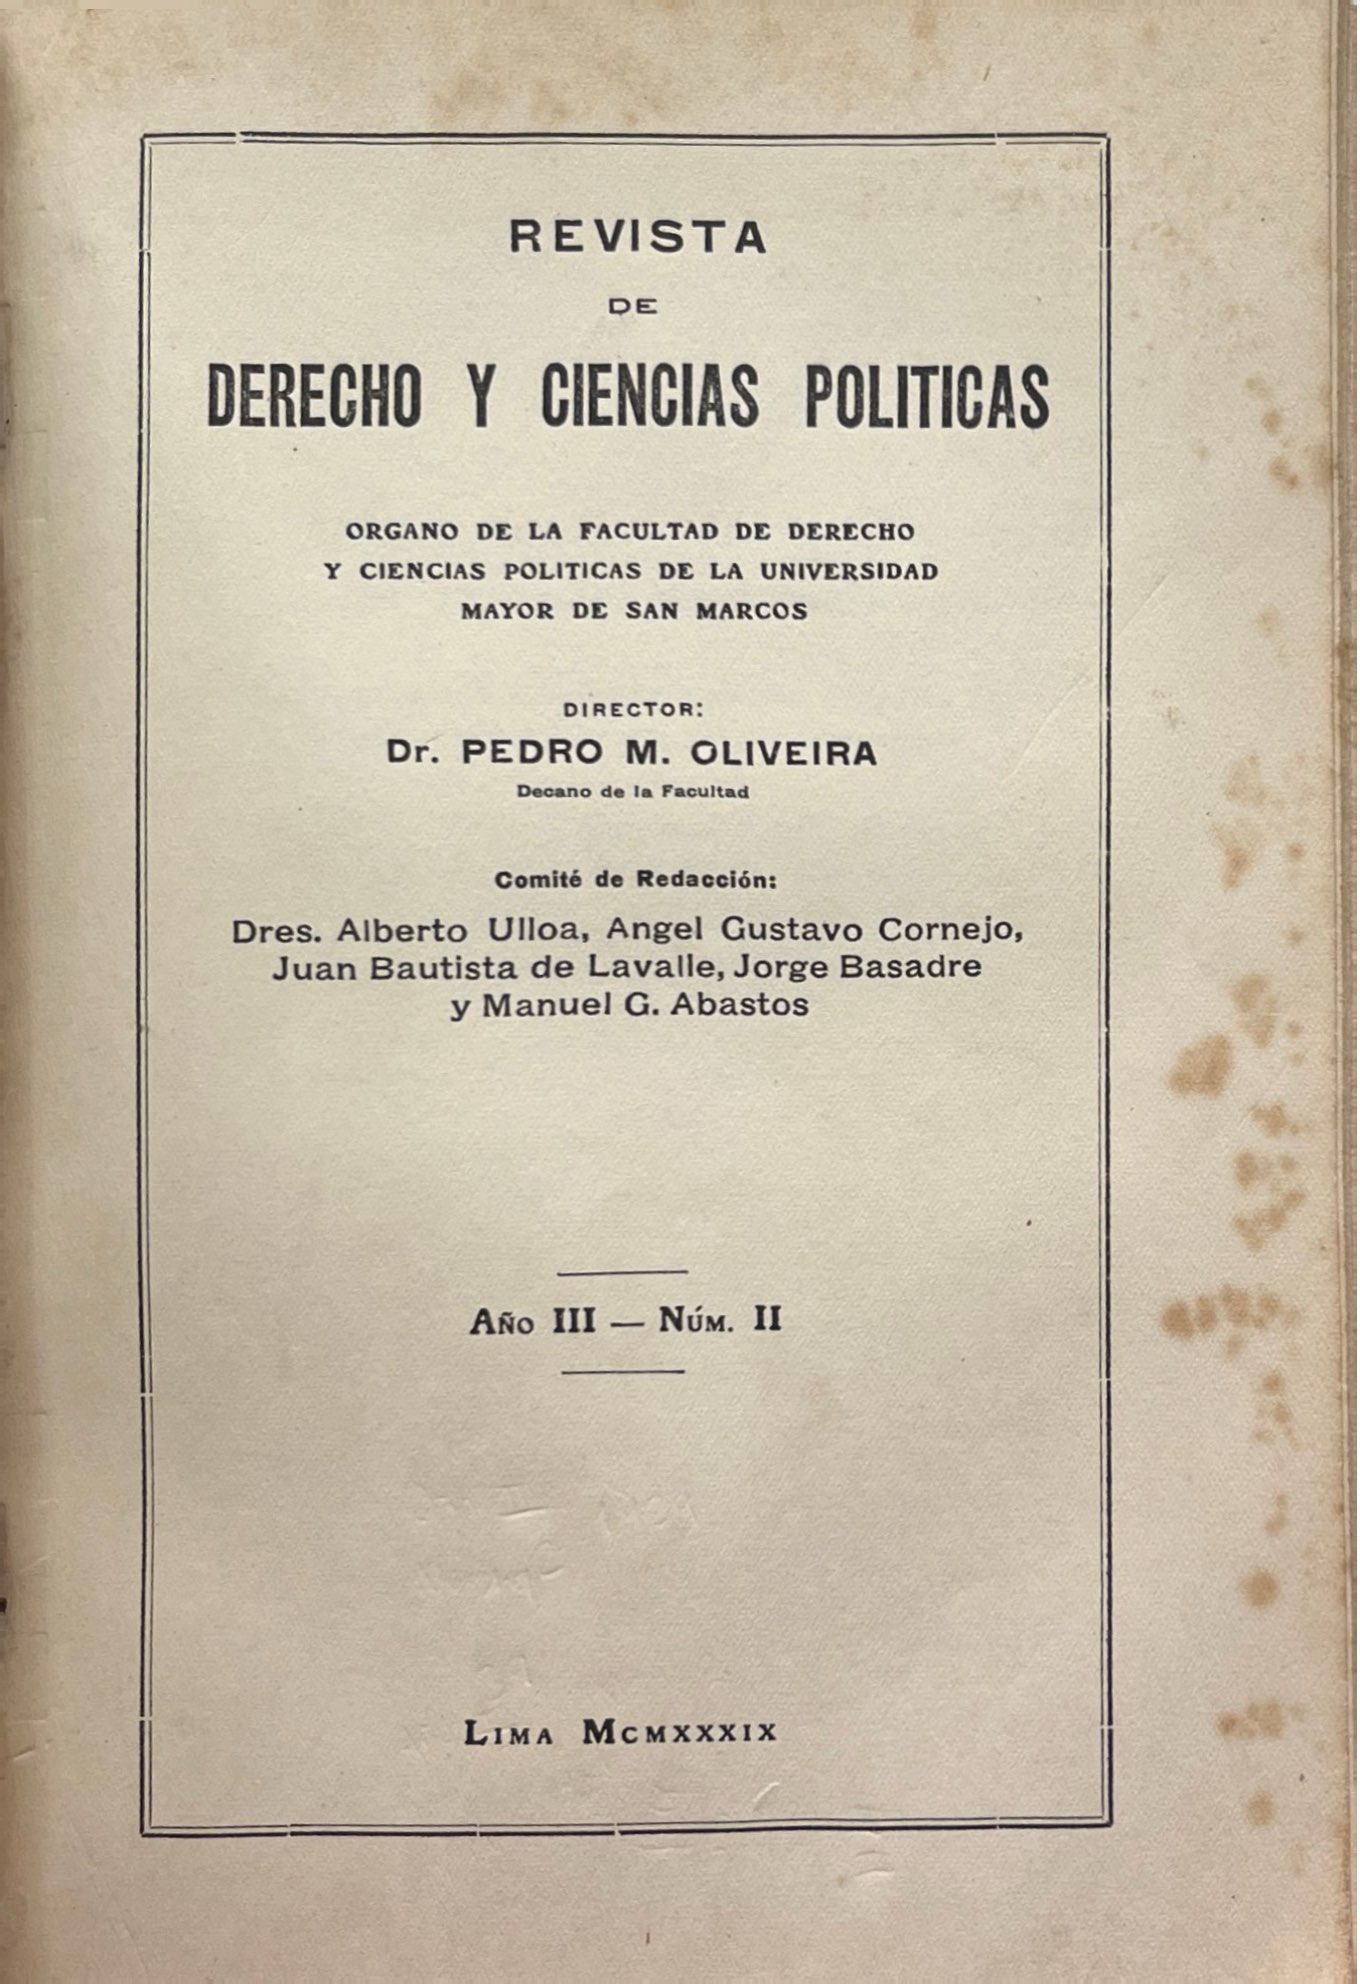 REVISTA
DE
DERECHO Y CIENCIAS POLITICAS
ORGANO DE LA FACULTAD DE DERECHO
Y CIENCIAS POLITICAS DE LA UNIVERSIDAD
MAYOR DE SAN MARCOS
DIRECTOR:
Dr. PEDRO M. OLIVEIRA
Decano de la Facultad
Comité de Redacción:
Dres. Alberto Ulloa, Angel Gustavo Cornejo,
Juan Bautista de Lavalle, Jorge Basadre
y Manuel G. Abastos
AÑO III — NÚM. II
LIMA MCMXXXIX